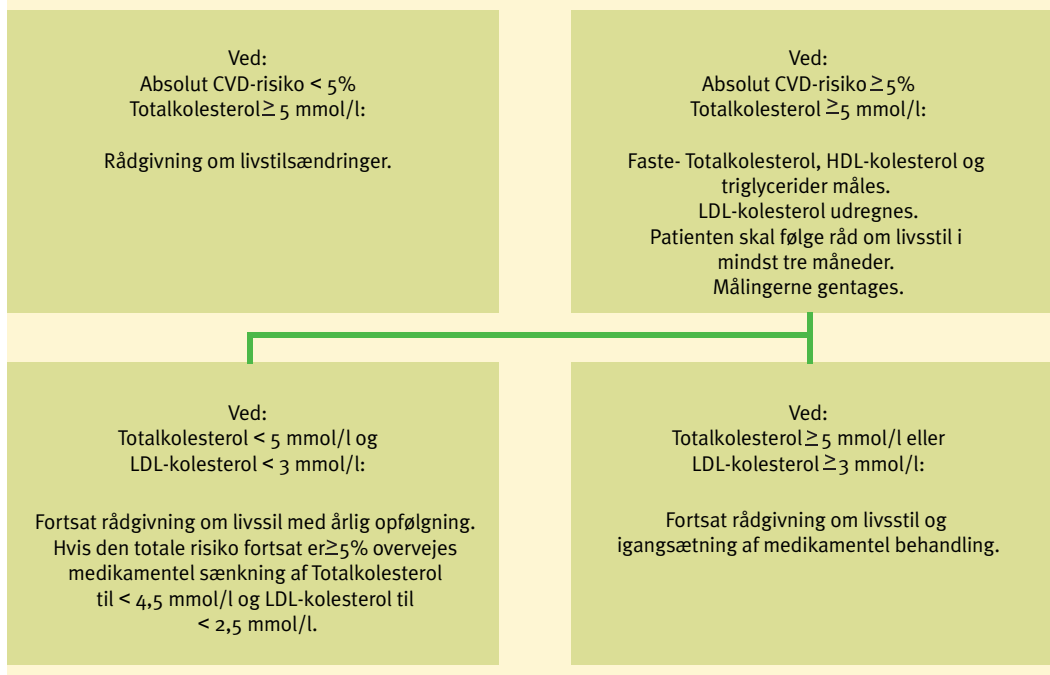 Ved:
Absolut CVD-risiko < 5%
Totalkolesterol ≥ 5 mmol/l:
Rådgivning om livstilsændringer.
Ved:
Absolut CVD-risiko ≥ 5%
Totalkolesterol ≥5 mmol/l:
Faste- Totalkolesterol, HDL-kolesterol og
triglycerider måles.
LDL-kolesterol udregnes.
Patienten skal følge råd om livsstil i
mindst tre måneder.
Målingerne gentages.
Ved:
Totalkolesterol < 5 mmol/l og
LDL-kolesterol < 3 mmol/l:
Fortsat rådgivning om livssil med årlig opfølgning.
Hvis den totale risiko fortsat er≥5% overvejes
medikamentel sænkning af Totalkolesterol
til < 4,5 mmol/l og LDL-kolesterol til
< 2,5 mmol/l.
Ved:
Totalkolesterol ≥ 5 mmol/l eller
LDL-kolesterol ≥3 mmol/l:
Fortsat rådgivning om livsstil og
igangsætning af medikamentel behandling.